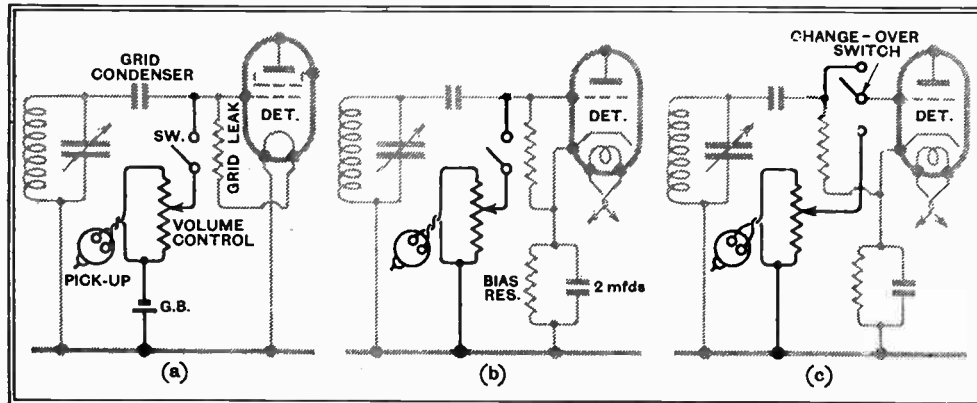 GRID
CONDENSER
SW.
GRID LEAK
DET.
VOLUME
CONTROL
PICK-UP
G.B.
(a)
DET.
BIAS
RES.
2 mfds
(b)
CHANGE-OVER
SWITCH
DET.
(c)